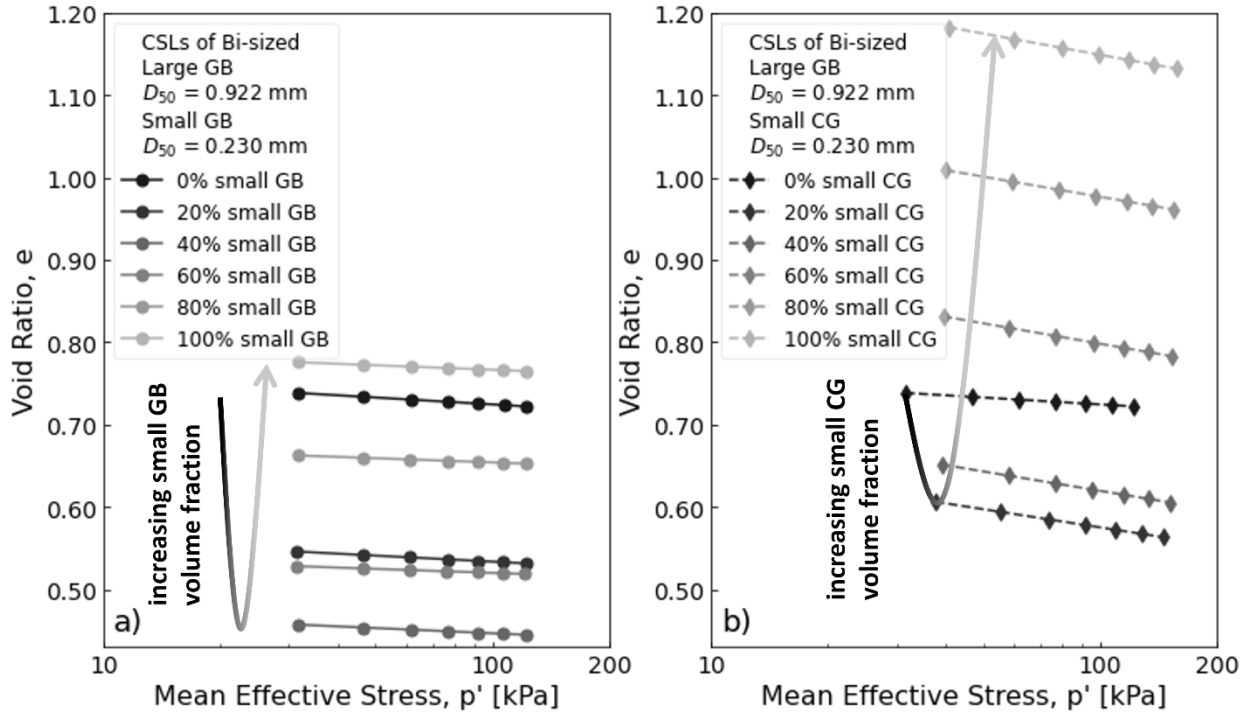 1.20
1.10
1.00
0.90
0.80
0.70
0.60
0.50
Void Ratio, e
CSLs of Bi-sized
Large GB
D50 = 0.922 mm
Small GB
D50 = 0.230 mm
0% small GB
20% small GB
40% small GB
60% small GB
80% small GB
100% small GB
increasing small GB
volume fraction
a)
10
100
200
Mean Effective Stress, p' [kPa]
1.20
1.10
1.00
0.90
0.80
0.70
0.60
0.50
Void Ratio, e
CSLs of Bi-sized
Large GB
D50 = 0.922 mm
Small CG
D50 = 0.230 mm
0% small CG
20% small CG
40% small CG
60% small CG
80% small CG
100% small CG
increasing small CG
volume fraction
b)
10
100
200
Mean Effective Stress, p' [kPa]